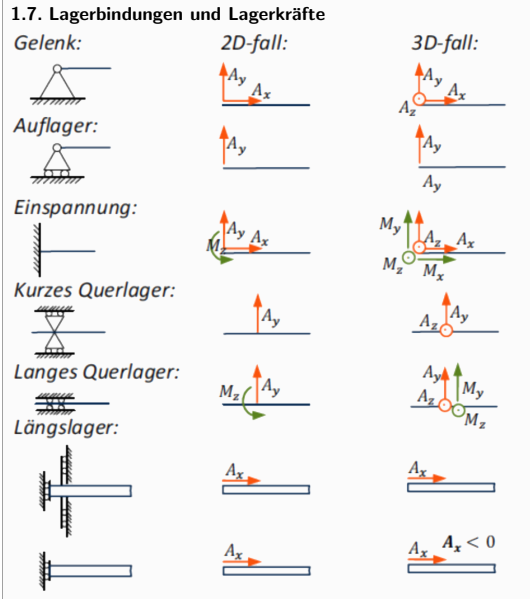 1.7. Lagerbindungen und Lagerkräfte
Gelenk: 2D-fall: 3D-fall:
A_y A_x A_y A_x A_z
Auflager:
A_y A_y
A_y
Einspannung:
M_z A_y A_x M_y A_z A_x
M_z M_x
Kurzes Querlager:
A_y A_z A_y
Langes Querlager:
M_z A_y A_y M_y
A_z M_z
Längslager:
A_x A_x
A_x A_x A_x < 0